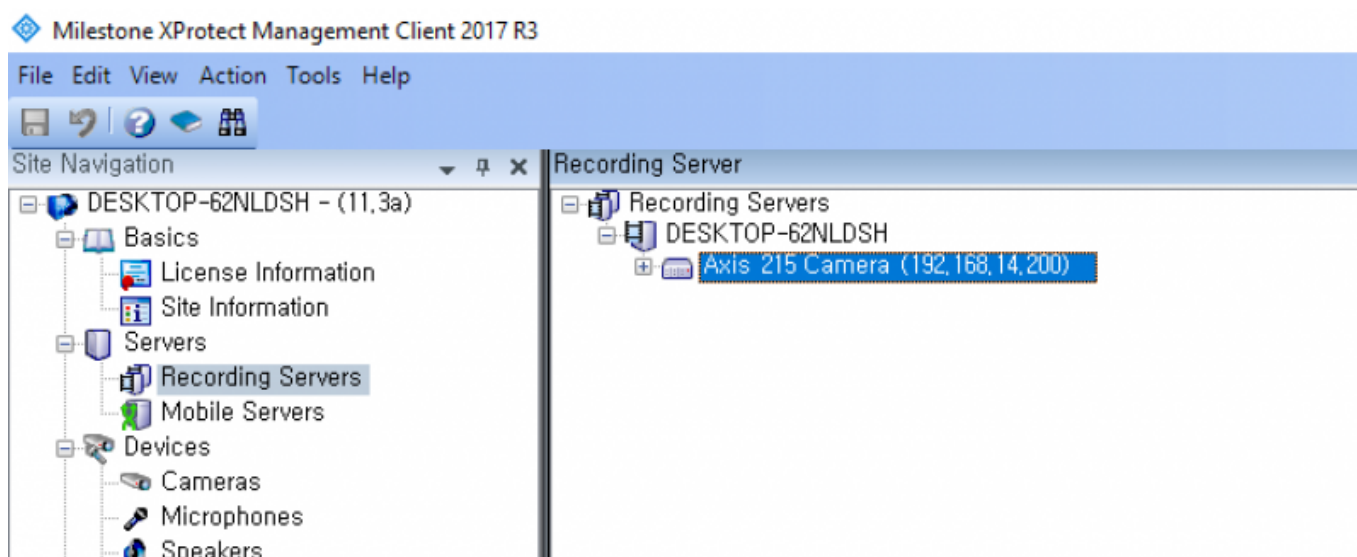 Milestone XProtect Management Client 2017 R3
File Edit View Action Tools Help
Site Navigation
DESKTOP-62NLDSH - (11,3a)
Basics
License Information
Site Information
Servers
Recording Servers
Mobile Servers
Devices
Cameras
Microphones
Speakers
Recording Server
Recording Servers
DESKTOP-62NLDSH
Axis 215 Camera (192,168,14,200)